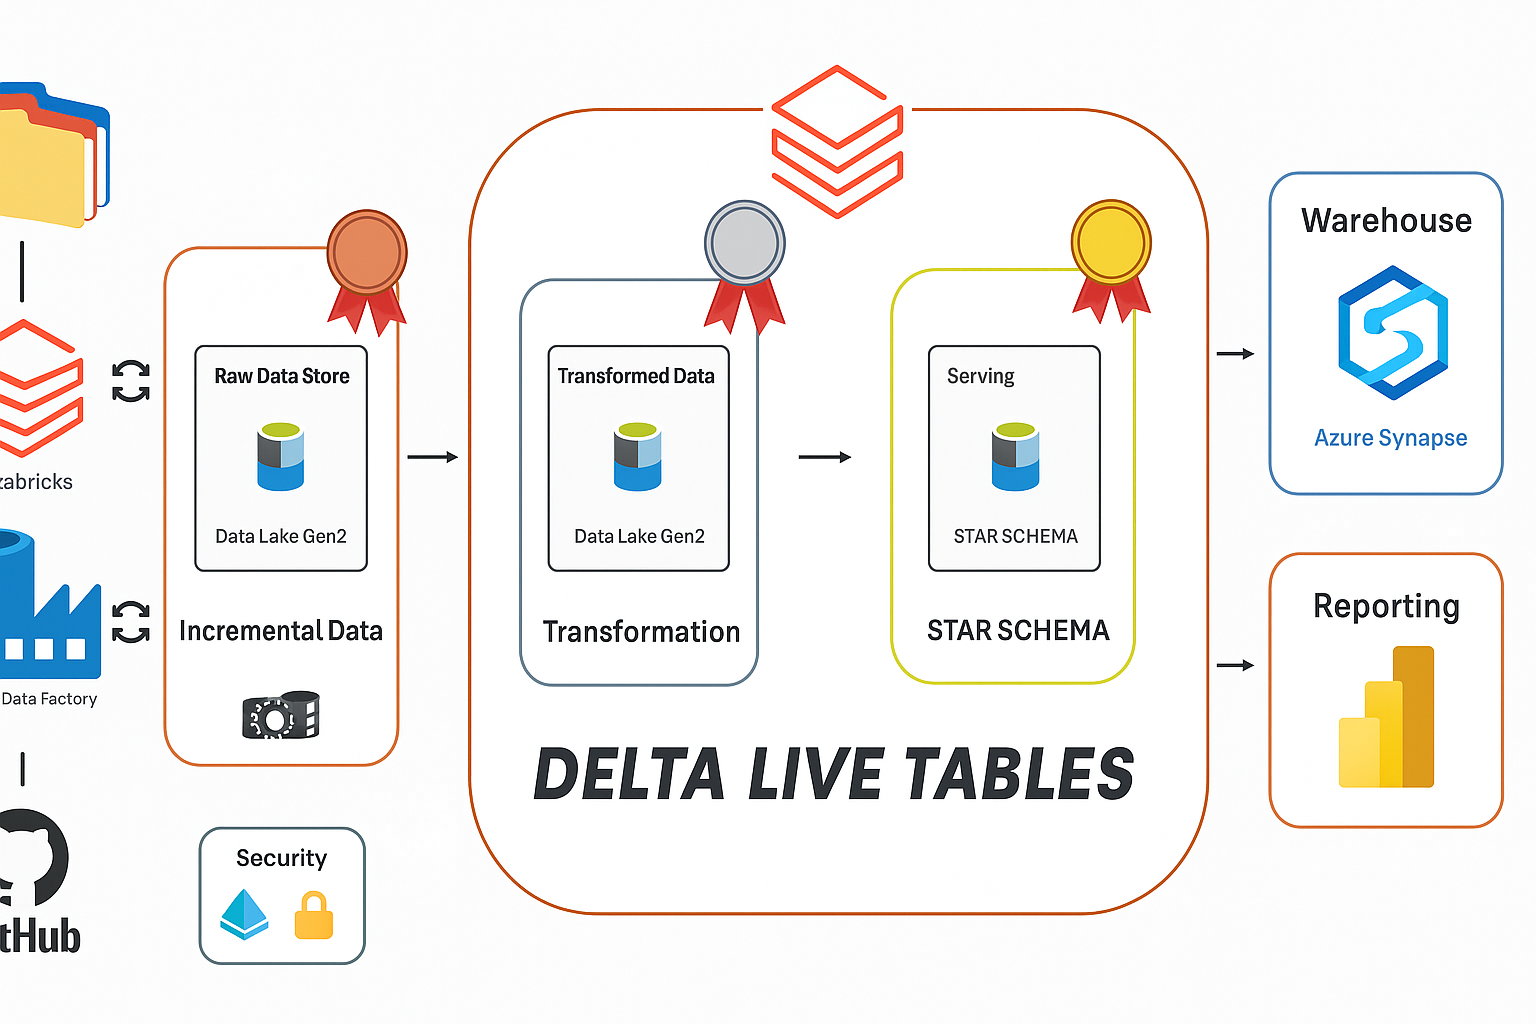 zabricks
Data Factory
tHub
Raw Data Store
Data Lake Gen2
Incremental Data
Security
Transformed Data
Data Lake Gen2
Transformation
Serving
STAR SCHEMA
STAR SCHEMA
DELTA LIVE TABLES
Warehouse
Azure Synapse
Reporting